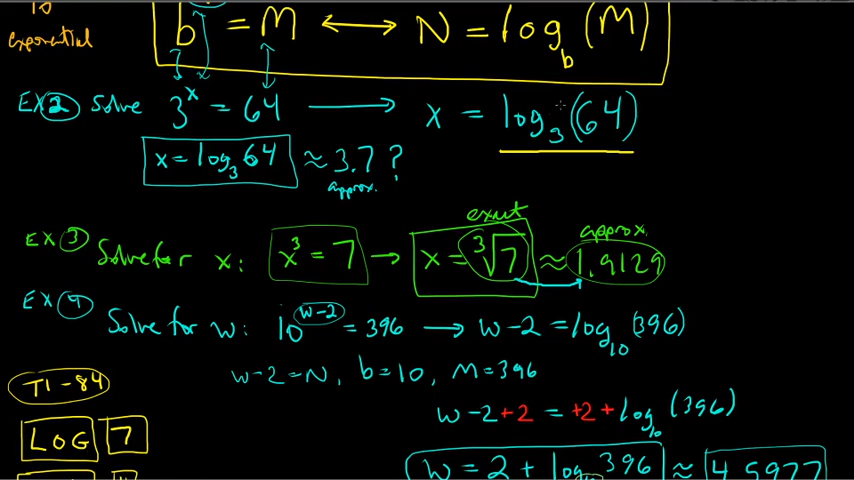 10
exponential
b = M ⟷ N = log_b (M)
EX② Solve 3^x = 64 ⟶ x = log_3 (64)
x = log_3 64 ≈ 3.7 ?
approx.
exact
approx.
EX③ Solve for x: x^3 = 7 → x = ∛7 ≈ 1.9129
EX④ Solve for w: 10^(w-2) = 396 ⟶ w-2 = log_10 (396)
w-2 = N, b = 10, M = 396
TI-84
w-2+2 = +2+log_10 (396)
LOG 7
w = 2 + log 396 ≈ 4.5977